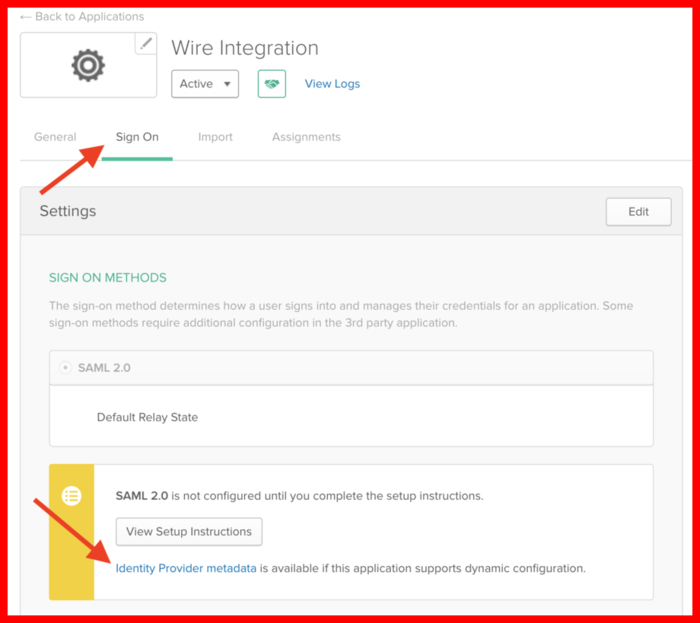 ← Back to Applications
Wire Integration
Active
View Logs
General
Sign On
Import
Assignments
Settings
Edit
SIGN ON METHODS
The sign-on method determines how a user signs into and manages their credentials for an application. Some
sign-on methods require additional configuration in the 3rd party application.
SAML 2.0
Default Relay State
SAML 2.0 is not configured until you complete the setup instructions.
View Setup Instructions
Identity Provider metadata is available if this application supports dynamic configuration.